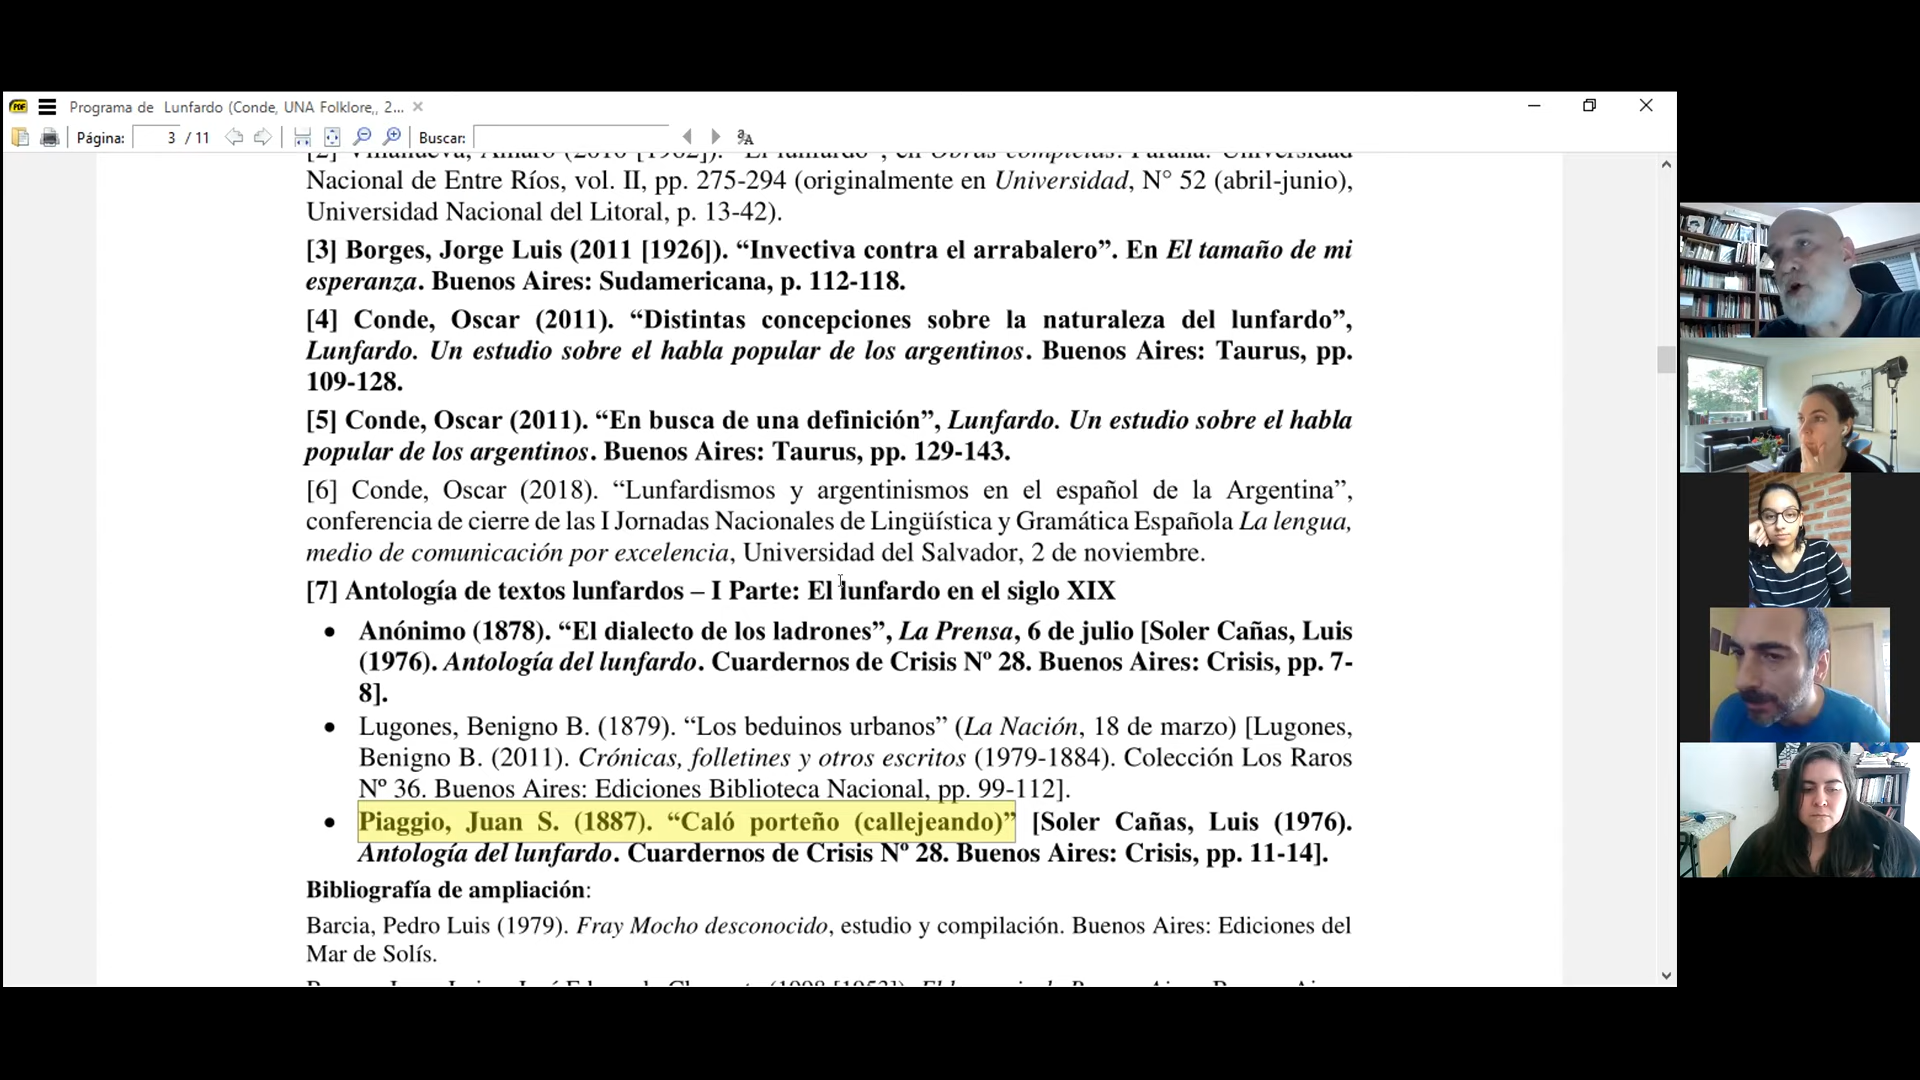 Programa de Lunfardo (Conde, UNA Folklore,, 2...
Página: 3 / 11 Buscar:
[2] Villanueva, Amaro (2010 [1962]). “El lunfardo”, en Obras completas. Paraná: Universidad
Nacional de Entre Ríos, vol. II, pp. 275-294 (originalmente en Universidad, N° 52 (abril-junio),
Universidad Nacional del Litoral, p. 13-42).
[3] Borges, Jorge Luis (2011 [1926]). “Invectiva contra el arrabalero”. En El tamaño de mi
esperanza. Buenos Aires: Sudamericana, p. 112-118.
[4] Conde, Oscar (2011). “Distintas concepciones sobre la naturaleza del lunfardo”,
Lunfardo. Un estudio sobre el habla popular de los argentinos. Buenos Aires: Taurus, pp.
109-128.
[5] Conde, Oscar (2011). “En busca de una definición”, Lunfardo. Un estudio sobre el habla
popular de los argentinos. Buenos Aires: Taurus, pp. 129-143.
[6] Conde, Oscar (2018). “Lunfardismos y argentinismos en el español de la Argentina”,
conferencia de cierre de las I Jornadas Nacionales de Lingüística y Gramática Española La lengua,
medio de comunicación por excelencia, Universidad del Salvador, 2 de noviembre.
[7] Antología de textos lunfardos – I Parte: El lunfardo en el siglo XIX
• Anónimo (1878). “El dialecto de los ladrones”, La Prensa, 6 de julio [Soler Cañas, Luis
(1976). Antología del lunfardo. Cuardernos de Crisis Nº 28. Buenos Aires: Crisis, pp. 7-
8].
• Lugones, Benigno B. (1879). “Los beduinos urbanos” (La Nación, 18 de marzo) [Lugones,
Benigno B. (2011). Crónicas, folletines y otros escritos (1979-1884). Colección Los Raros
Nº 36. Buenos Aires: Ediciones Biblioteca Nacional, pp. 99-112].
• Piaggio, Juan S. (1887). “Caló porteño (callejeando)” [Soler Cañas, Luis (1976).
Antología del lunfardo. Cuardernos de Crisis Nº 28. Buenos Aires: Crisis, pp. 11-14].
Bibliografía de ampliación:
Barcia, Pedro Luis (1979). Fray Mocho desconocido, estudio y compilación. Buenos Aires: Ediciones del
Mar de Solís.